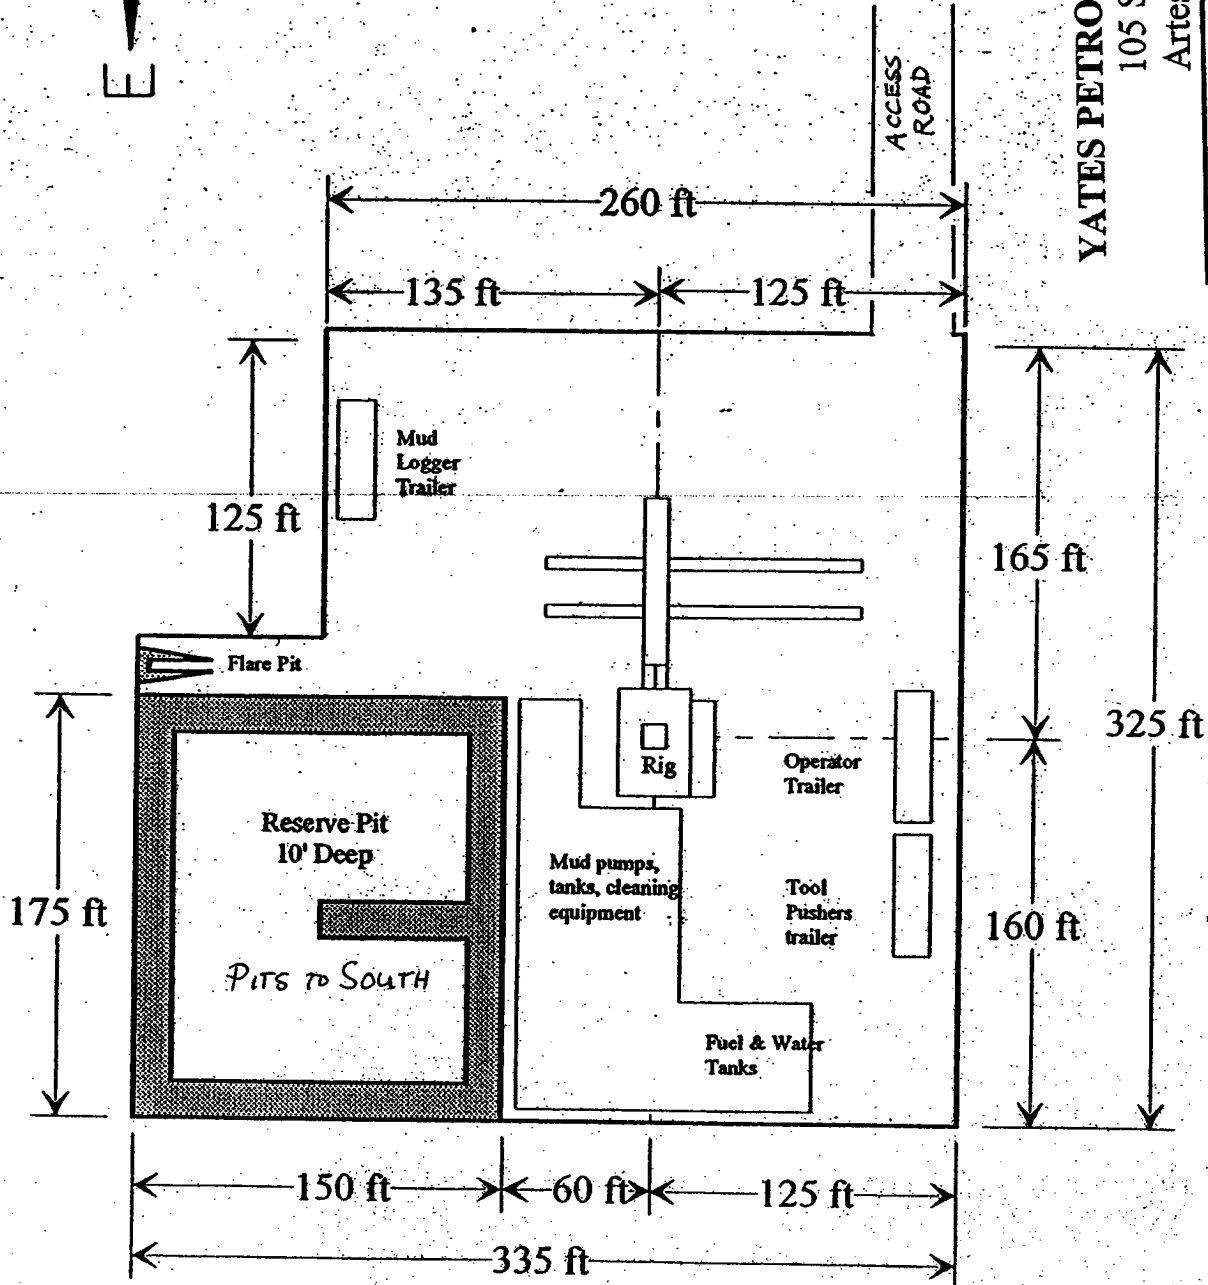 E
YATES PETRO
105 S
Artes
ACCESS
ROAD
260 ft
135 ft
125 ft
Mud
Logger
Trailer
125 ft
165 ft
325 ft
Flare Pit
Rig
Operator
Trailer
Reserve Pit
10' Deep
Mud pumps,
tanks, cleaning
equipment
Tool
Pushers
trailer
175 ft
160 ft
PITS TO SOUTH
Fuel & Water
Tanks
150 ft
60 ft
125 ft
335 ft